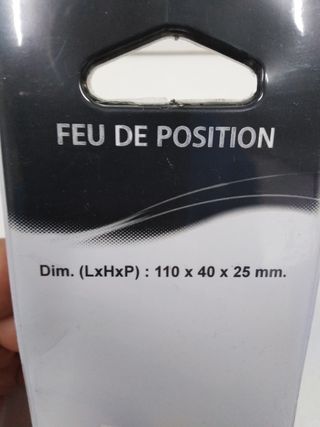 FEU DE POSITION
Dim. (LxHxP) : 110 x 40 x 25 mm.